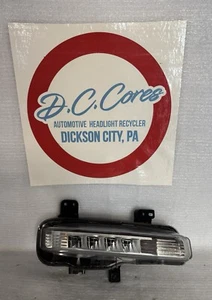 D.C. Cores
AUTOMOTIVE HEADLIGHT RECYCLER
DICKSON CITY, PA